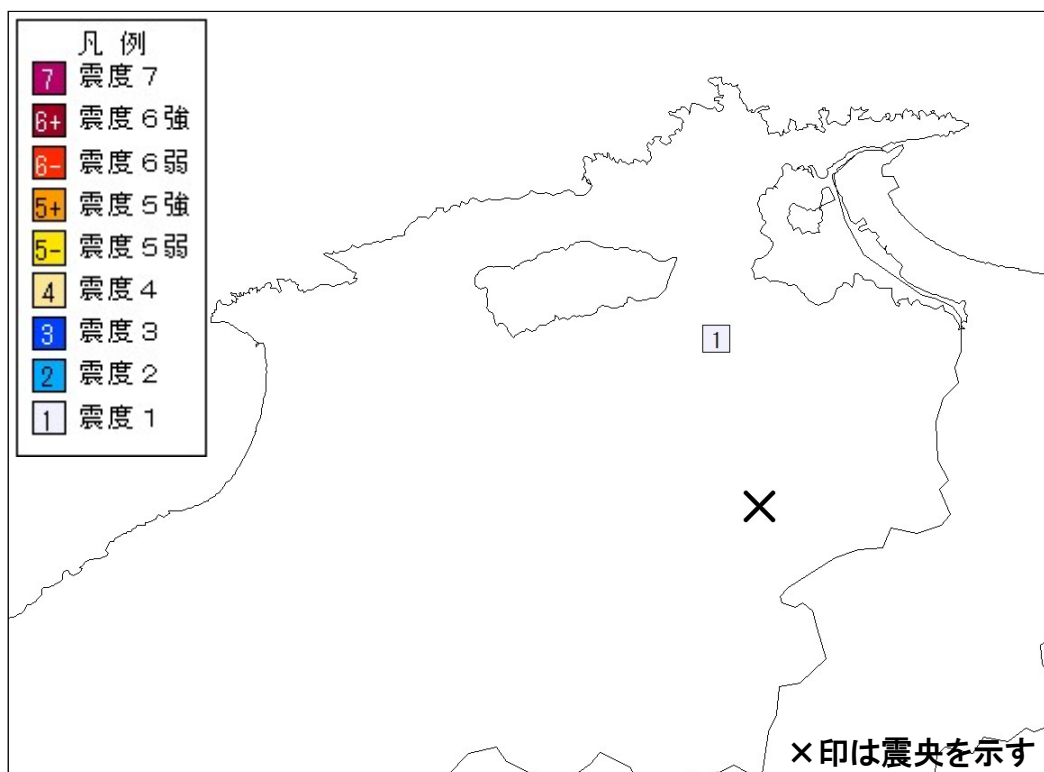 凡 例
7 震度７
6+ 震度６強
6- 震度６弱
5+ 震度５強
5- 震度５弱
4 震度４
3 震度３
2 震度２
1 震度１
1
×印は震央を示す